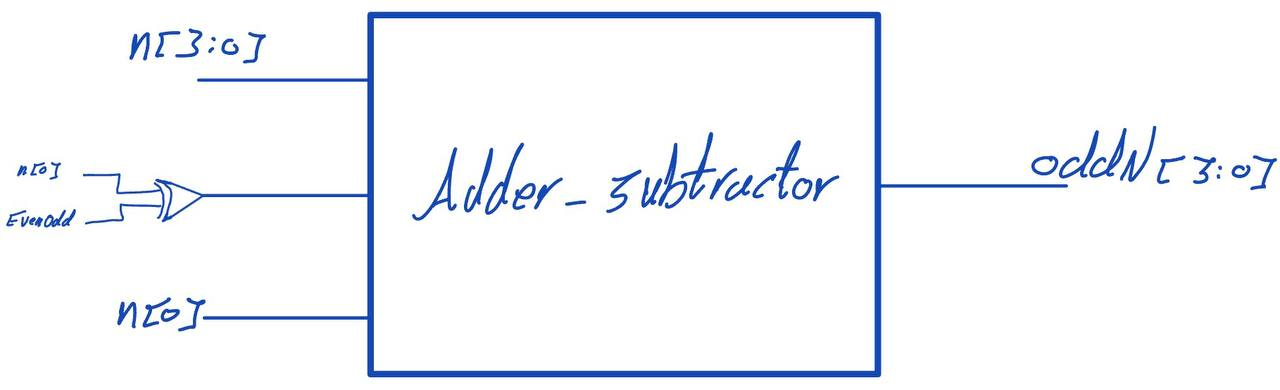 n[3:0]
n[0]
EvenOdd
n[0]
Adder_subtractor
oddN[3:0]